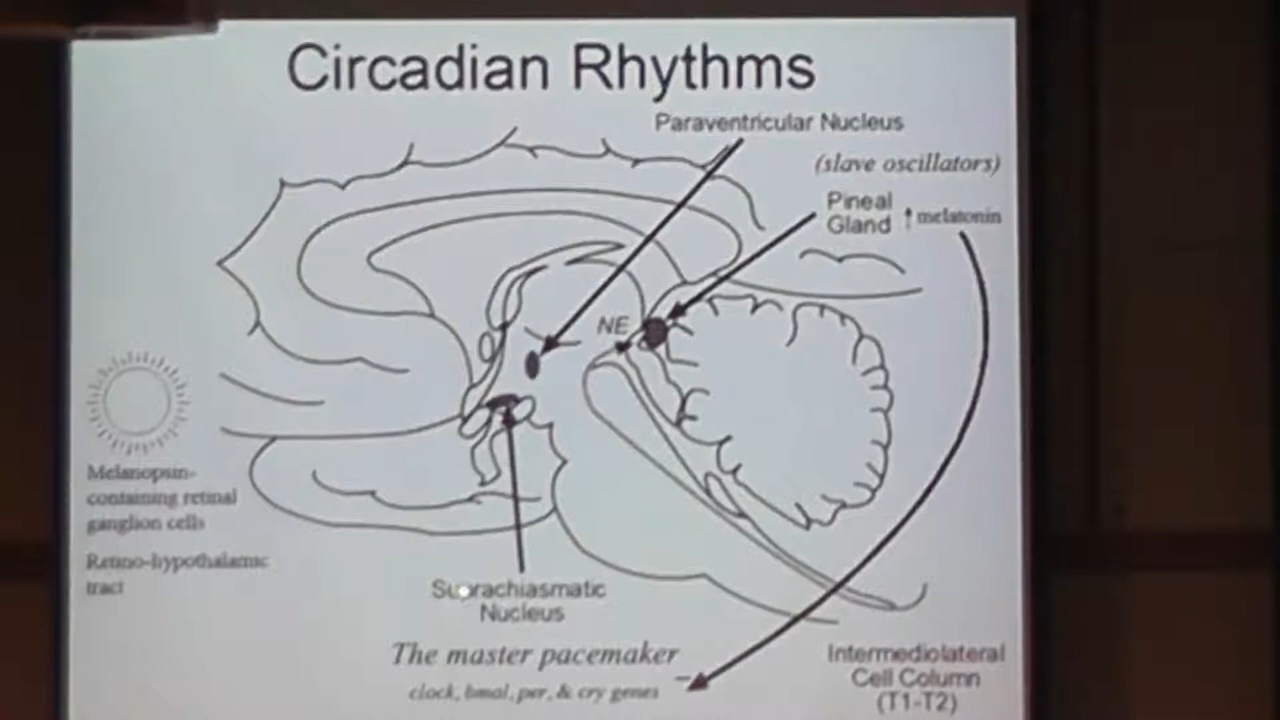 Circadian Rhythms
Paraventricular Nucleus
(slave oscillators)
Pineal
Gland ↑ melatonin
NE
Melanopsin-
containing retinal
ganglion cells
Retino-hypothalamic
tract
Suprachiasmatic
Nucleus
The master pacemaker
clock, bmal, per, & cry genes
–
Intermediolateral
Cell Column
(T1-T2)